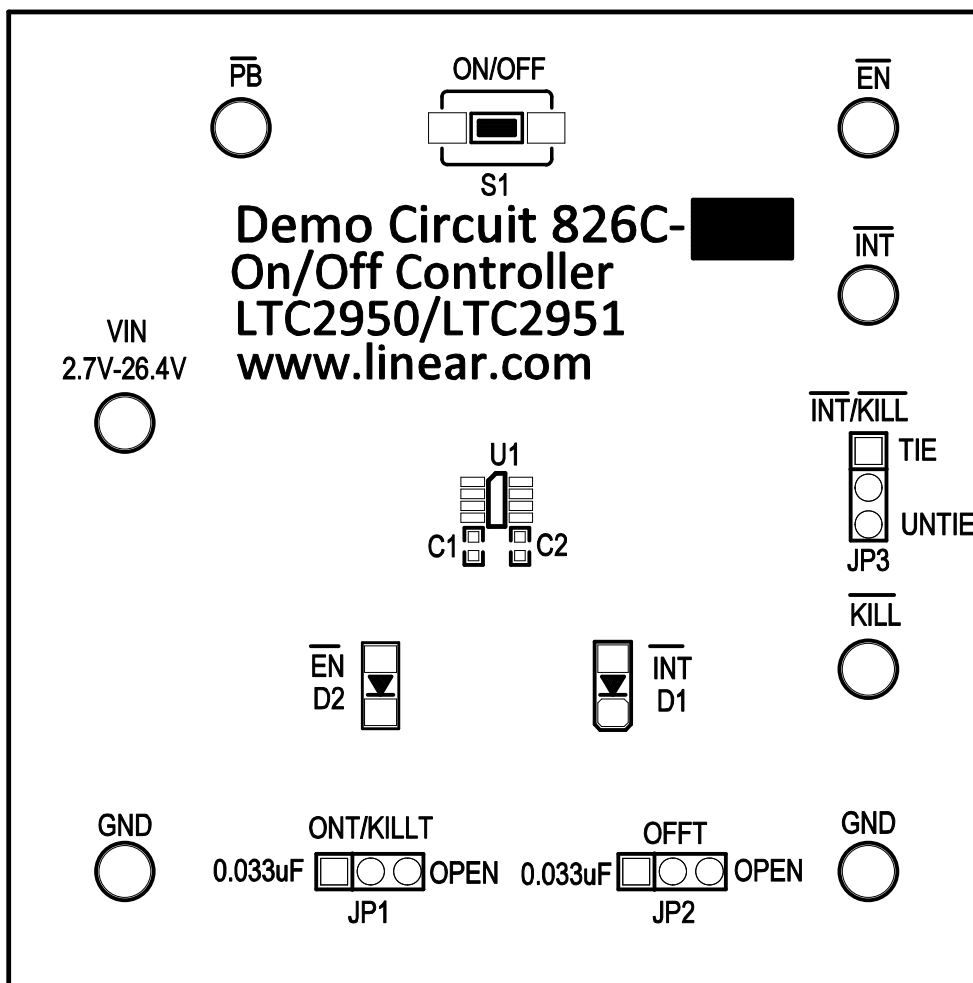 PB
ON/OFF
EN
S1
Demo Circuit 826C-
On/Off Controller
LTC2950/LTC2951
www.linear.com
INT
VIN
2.7V-26.4V
INT/KILL
TIE
UNTIE
JP3
U1
C1
C2
KILL
EN
D2
INT
D1
GND
ONT/KILLT
0.033uF
OPEN
JP1
OFFT
0.033uF
OPEN
JP2
GND